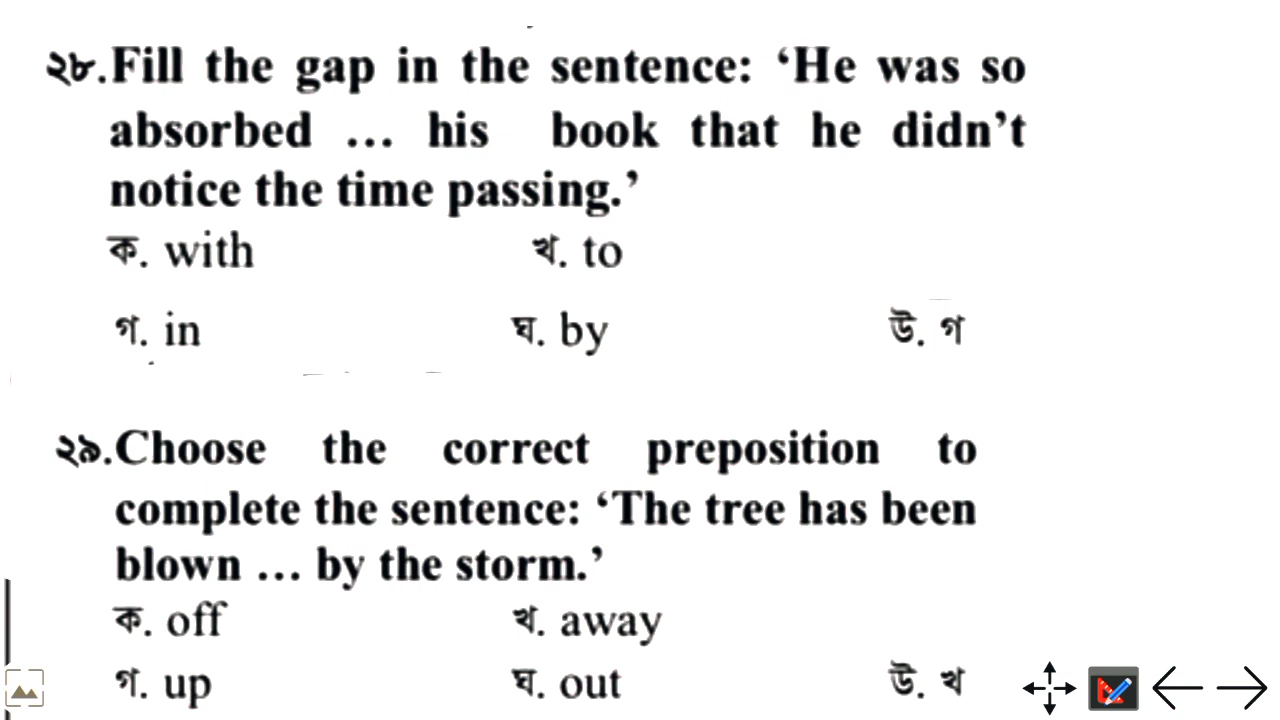 ২৮.Fill the gap in the sentence: ‘He was so
absorbed ... his book that he didn’t
notice the time passing.’
ক. with খ. to
গ. in ঘ. by উ. গ
২৯.Choose the correct preposition to
complete the sentence: ‘The tree has been
blown ... by the storm.’
ক. off খ. away
গ. up ঘ. out উ. খ